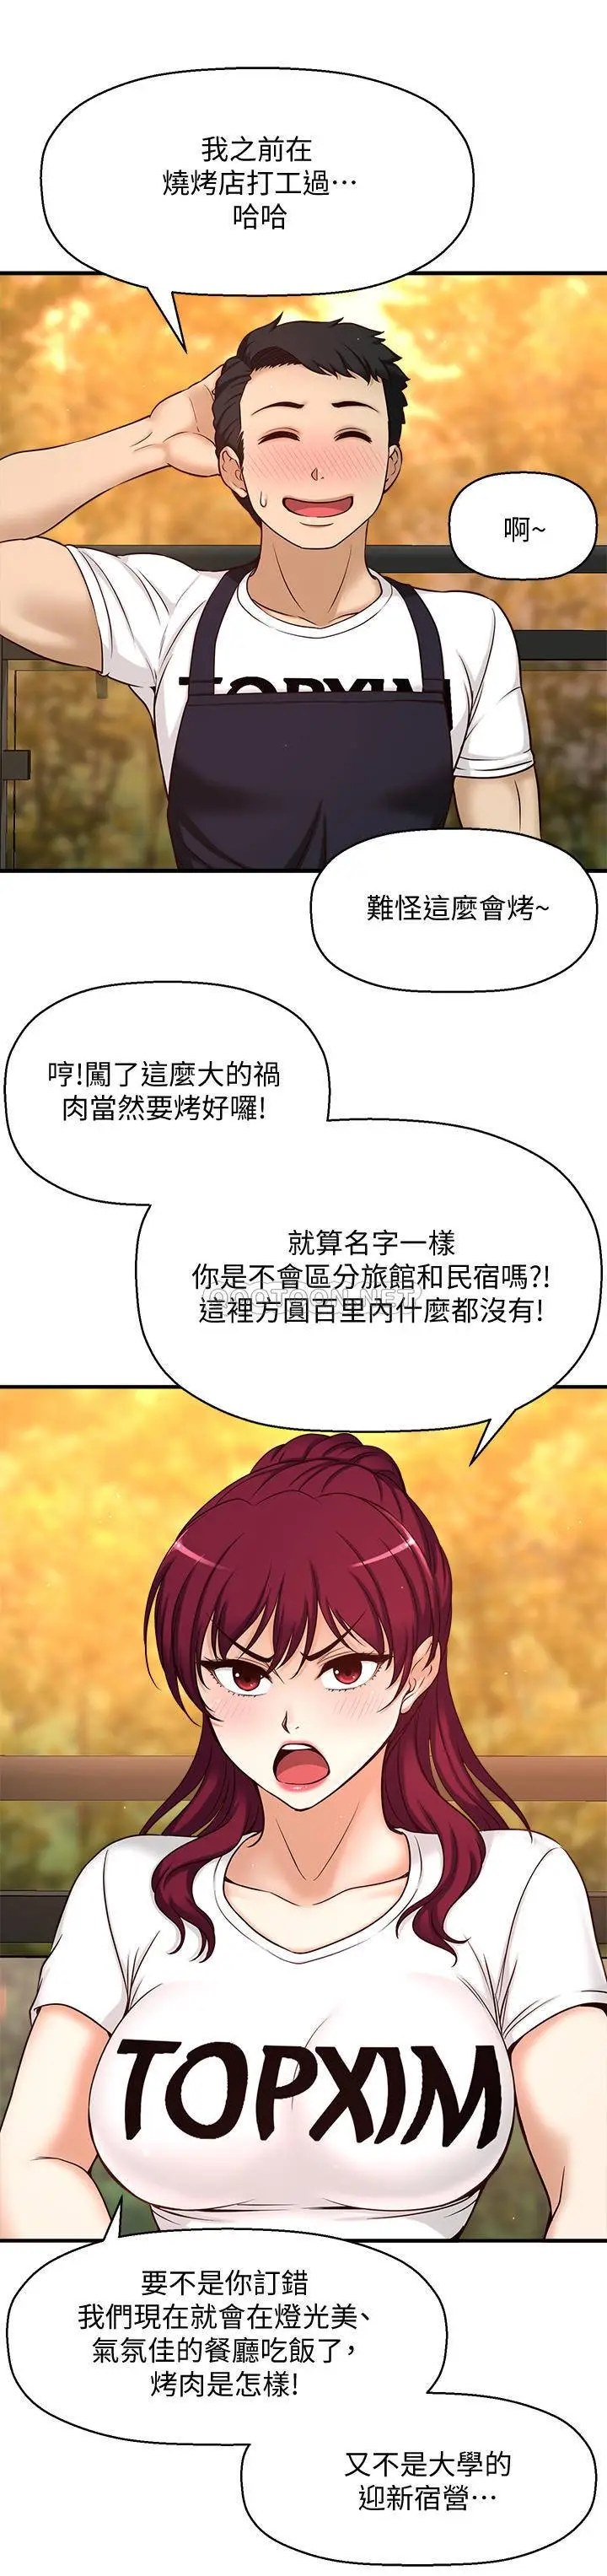 我之前在
燒烤店打工過…
哈哈
啊~
TOPXIM
難怪這麼會烤~
哼!闖了這麼大的禍
肉當然要烤好囉!
就算名字一樣
你是不會區分旅館和民宿嗎?!
這裡方圓百里內什麼都沒有!
TOPXIM
要不是你訂錯
我們現在就會在燈光美、
氣氛佳的餐廳吃飯了,
烤肉是怎樣!
又不是大學的
迎新宿營…